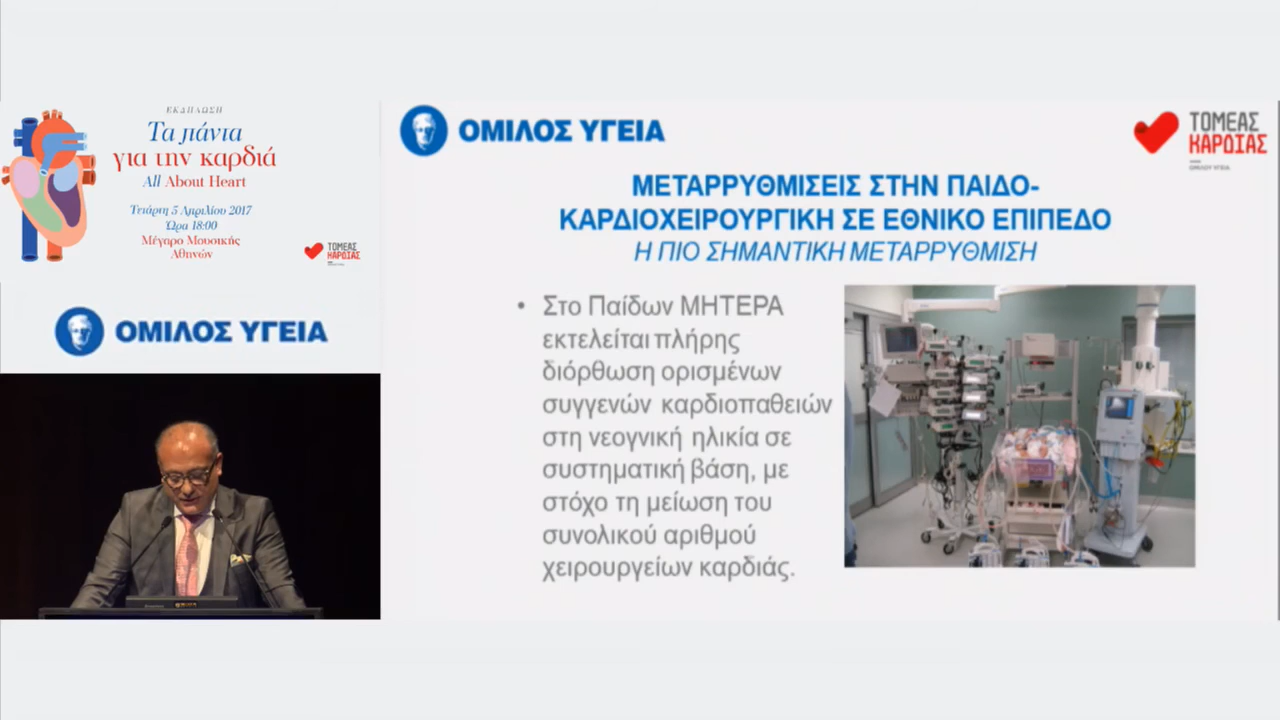 ΕΚΔΗΛΩΣΗ
Τα πάντα
για την καρδιά
All About Heart
Τετάρτη 5 Απριλίου 2017
Ώρα 18:00
Μέγαρο Μουσικής
Αθηνών
ΤΟΜΕΑΣ
ΚΑΡΔΙΑΣ
ΟΜΙΛΟΣ ΥΓΕΙΑ
ΟΜΙΛΟΣ ΥΓΕΙΑ
ΤΟΜΕΑΣ
ΚΑΡΔΙΑΣ
ΟΜΙΛΟΥ ΥΓΕΙΑ
ΜΕΤΑΡΡΥΘΜΙΣΕΙΣ ΣΤΗΝ ΠΑΙΔΟ-
ΚΑΡΔΙΟΧΕΙΡΟΥΡΓΙΚΗ ΣΕ ΕΘΝΙΚΟ ΕΠΙΠΕΔΟ
Η ΠΙΟ ΣΗΜΑΝΤΙΚΗ ΜΕΤΑΡΡΥΘΜΙΣΗ
• Στο Παίδων ΜΗΤΕΡΑ
εκτελείται πλήρης
διόρθωση ορισμένων
συγγενών καρδιοπαθειών
στη νεογνική ηλικία σε
συστηματική βάση, με
στόχο τη μείωση του
συνολικού αριθμού
χειρουργείων καρδιάς.